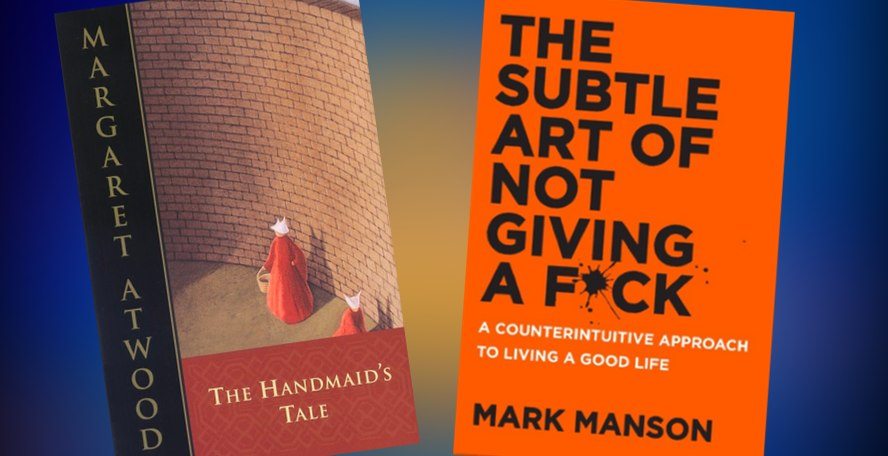 MARGARET ATWOOD
THE HANDMAID'S
TALE
THE
SUBTLE
ART OF
NOT
GIVING
A F*CK
A COUNTERINTUITIVE APPROACH
TO LIVING A GOOD LIFE
MARK MANSON